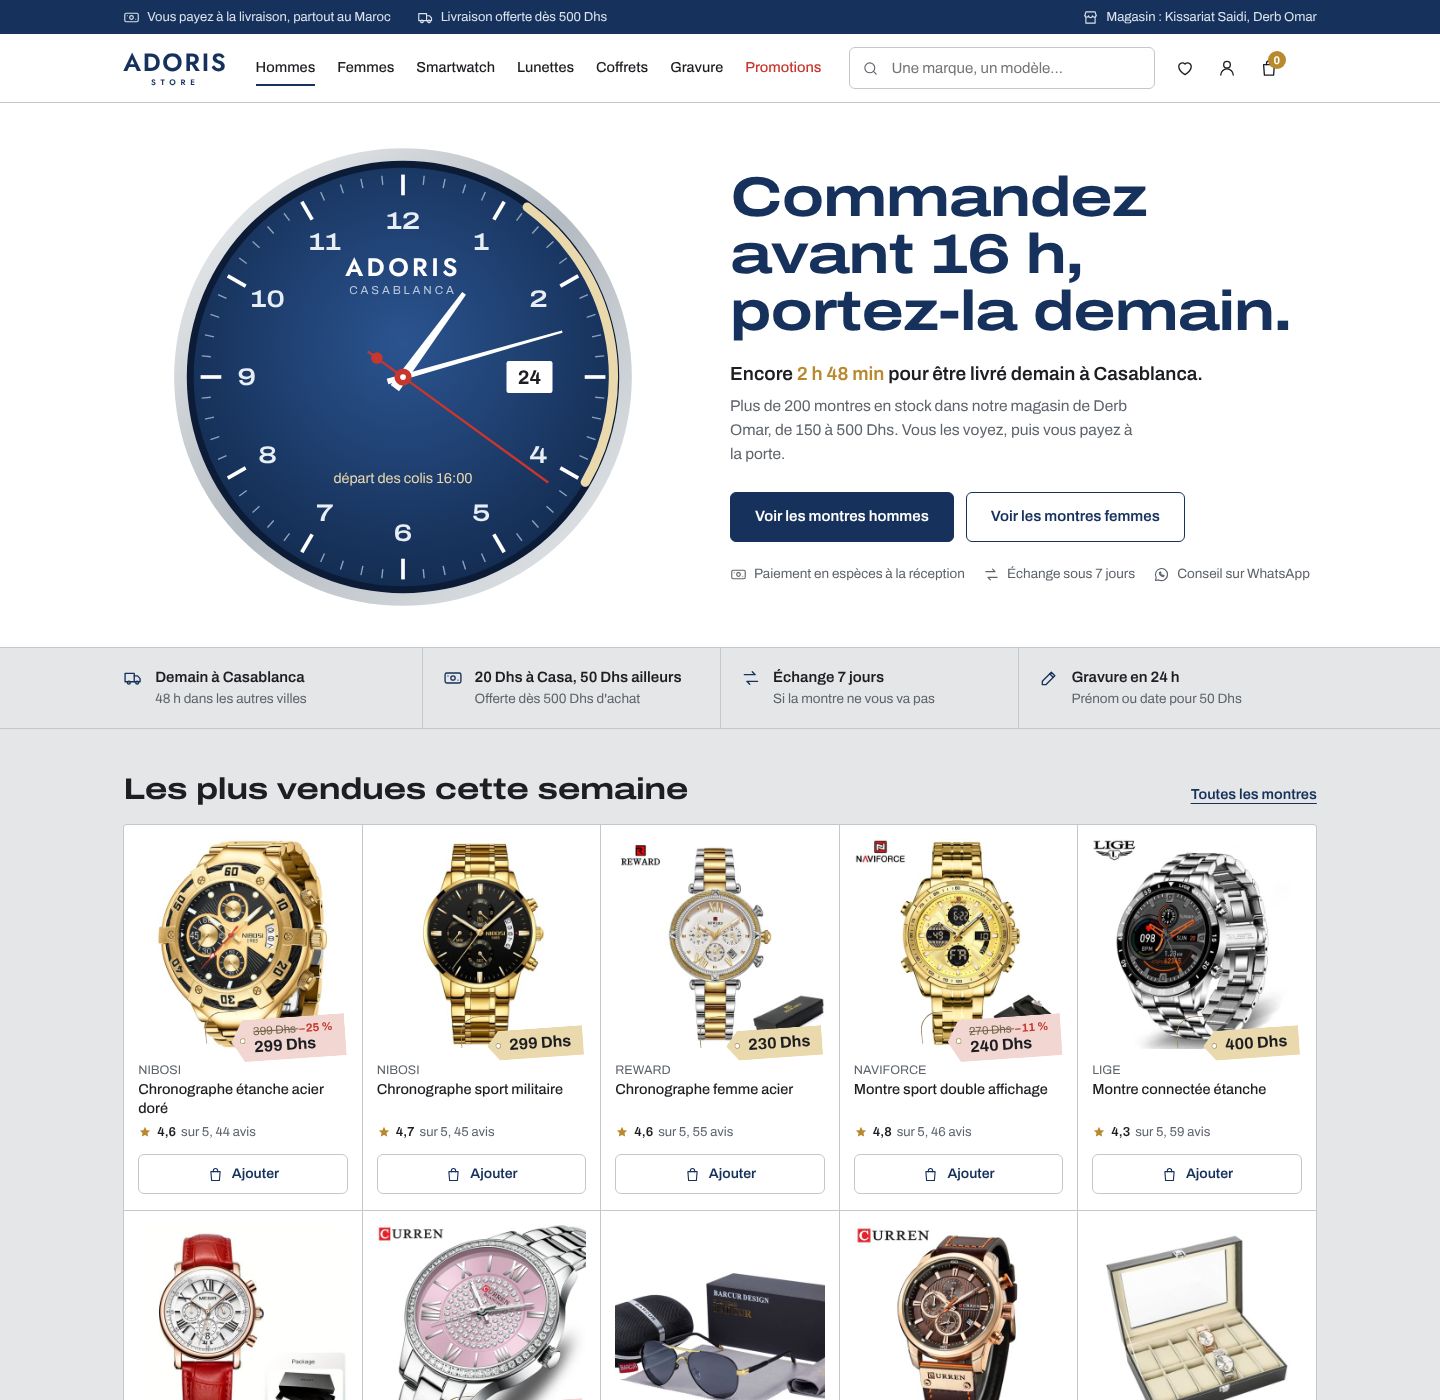 Vous payez à la livraison, partout au Maroc
Livraison offerte dès 500 Dhs
Magasin : Kissariat Saidi, Derb Omar
ADORIS
STORE
Hommes
Femmes
Smartwatch
Lunettes
Coffrets
Gravure
Promotions
Une marque, un modèle...
0
12
11
1
ADORIS
CASABLANCA
10
2
9
24
8
4
départ des colis 16:00
7
5
6
Commandez
avant 16 h,
portez-la demain.
Encore 2 h 48 min pour être livré demain à Casablanca.
Plus de 200 montres en stock dans notre magasin de Derb
Omar, de 150 à 500 Dhs. Vous les voyez, puis vous payez à
la porte.
Voir les montres hommes
Voir les montres femmes
Paiement en espèces à la réception
Échange sous 7 jours
Conseil sur WhatsApp
Demain à Casablanca
48 h dans les autres villes
20 Dhs à Casa, 50 Dhs ailleurs
Offerte dès 500 Dhs d'achat
Échange 7 jours
Si la montre ne vous va pas
Gravure en 24 h
Prénom ou date pour 50 Dhs
Les plus vendues cette semaine
Toutes les montres
399 Dhs –25 %
299 Dhs
NIBOSI
Chronographe étanche acier
doré
4,6 sur 5, 44 avis
Ajouter
299 Dhs
NIBOSI
Chronographe sport militaire
4,7 sur 5, 45 avis
Ajouter
REWARD
230 Dhs
REWARD
Chronographe femme acier
4,6 sur 5, 55 avis
Ajouter
NAVIFORCE
270 Dhs –11 %
240 Dhs
NAVIFORCE
Montre sport double affichage
4,8 sur 5, 46 avis
Ajouter
LIGE
400 Dhs
LIGE
Montre connectée étanche
4,3 sur 5, 59 avis
Ajouter
Package
CURREN
BARCUR DESIGN
CURREN